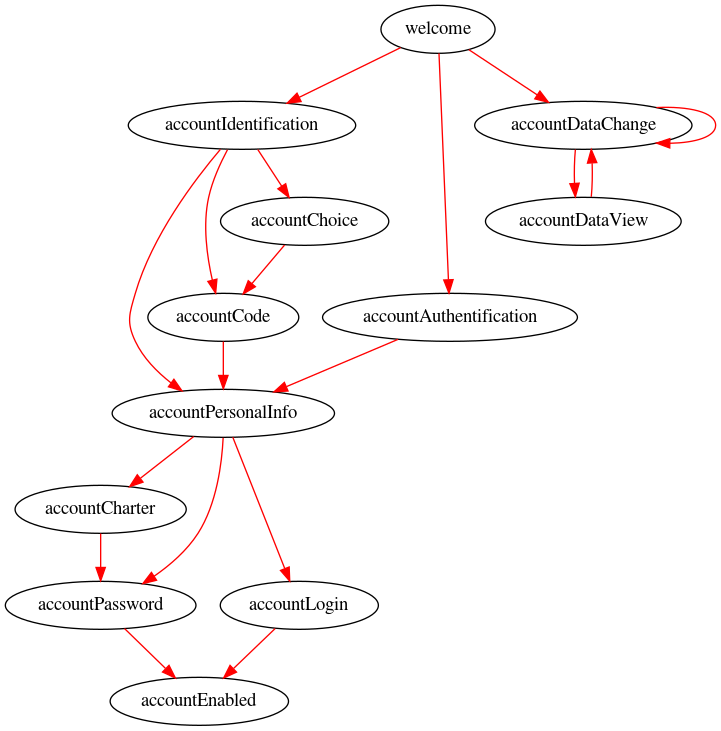 welcome
accountIdentification
accountDataChange
accountChoice
accountDataView
accountCode
accountAuthentification
accountPersonalInfo
accountCharter
accountPassword
accountLogin
accountEnabled